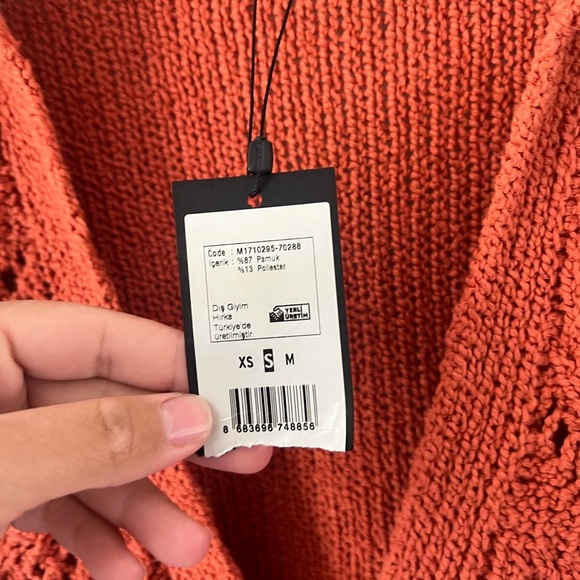 Code : M1710295-70288
İçerik : %87 Pamuk
%13 Poliester
Dış Giyim
Hırka
Türkiye'de
üretilmiştir.
YERLİ
ÜRETİM
XS S M
8 683696 748856